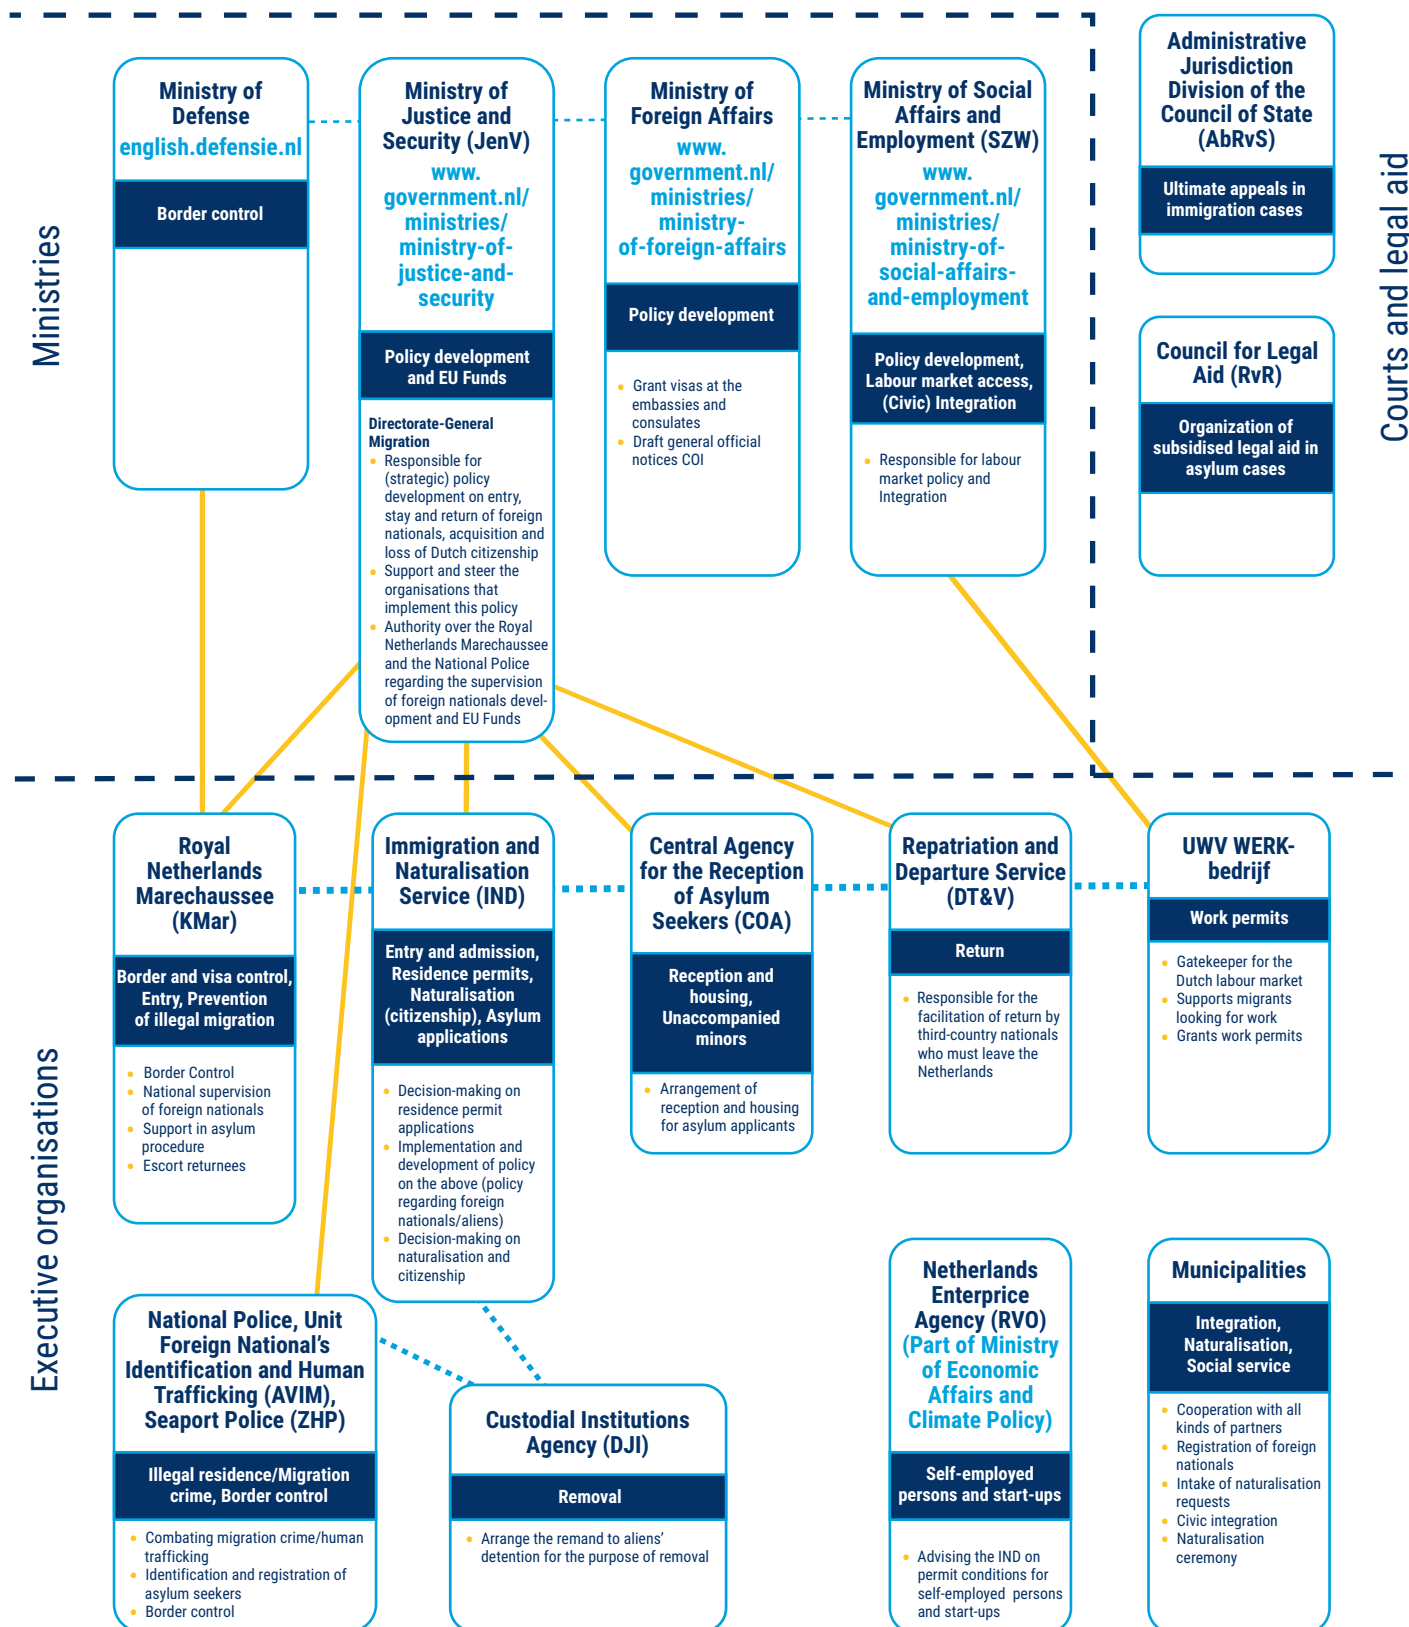 Ministries
Ministry of
Defense
english.defensie.nl
Border control
Ministry of
Justice and
Security (JenV)
www.
government.nl/
ministries/
ministry-of-
justice-and-
security
Policy development
and EU Funds
Directorate-General
Migration
• Responsible for
(strategic) policy
development on entry,
stay and return of foreign
nationals, acquisition and
loss of Dutch citizenship
• Support and steer the
organisations that
implement this policy
• Authority over the Royal
Netherlands Marechaussee
and the National Police
regarding the supervision
of foreign nationals devel-
opment and EU Funds
Ministry of
Foreign Affairs
www.
government.nl/
ministries/
ministry-
of-foreign-affairs
Policy development
• Grant visas at the
embassies and
consulates
• Draft general official
notices COI
Ministry of Social
Affairs and
Employment (SZW)
www.
government.nl/
ministries/
ministry-of-
social-affairs-
and-employment
Policy development,
Labour market access,
(Civic) Integration
• Responsible for labour
market policy and
Integration
Courts and legal aid
Administrative
Jurisdiction
Division of the
Council of State
(AbRvS)
Ultimate appeals in
immigration cases
Council for Legal
Aid (RvR)
Organization of
subsidised legal aid in
asylum cases
Executive organisations
Royal
Netherlands
Marechaussee
(KMar)
Border and visa control,
Entry, Prevention
of illegal migration
• Border Control
• National supervision
of foreign nationals
• Support in asylum
procedure
• Escort returnees
Immigration and
Naturalisation
Service (IND)
Entry and admission,
Residence permits,
Naturalisation
(citizenship), Asylum
applications
• Decision-making on
residence permit
applications
• Implementation and
development of policy
on the above (policy
regarding foreign
nationals/aliens)
• Decision-making on
naturalisation and
citizenship
Central Agency
for the Reception
of Asylum
Seekers (COA)
Reception and
housing,
Unaccompanied
minors
• Arrangement of
reception and housing
for asylum applicants
Repatriation and
Departure Service
(DT&V)
Return
• Responsible for the
facilitation of return by
third-country nationals
who must leave the
Netherlands
UWV WERK-
bedrijf
Work permits
• Gatekeeper for the
Dutch labour market
• Supports migrants
looking for work
• Grants work permits
National Police, Unit
Foreign National's
Identification and Human
Trafficking (AVIM),
Seaport Police (ZHP)
Illegal residence/Migration
crime, Border control
• Combating migration crime/human
trafficking
• Identification and registration of
asylum seekers
• Border control
Custodial Institutions
Agency (DJI)
Removal
• Arrange the remand to aliens'
detention for the purpose of removal
Netherlands
Enterprice
Agency (RVO)
(Part of Ministry
of Economic
Affairs and
Climate Policy)
Self-employed
persons and start-ups
• Advising the IND on
permit conditions for
self-employed persons
and start-ups
Municipalities
Integration,
Naturalisation,
Social service
• Cooperation with all
kinds of partners
• Registration of foreign
nationals
• Intake of naturalisation
requests
• Civic integration
• Naturalisation
ceremony